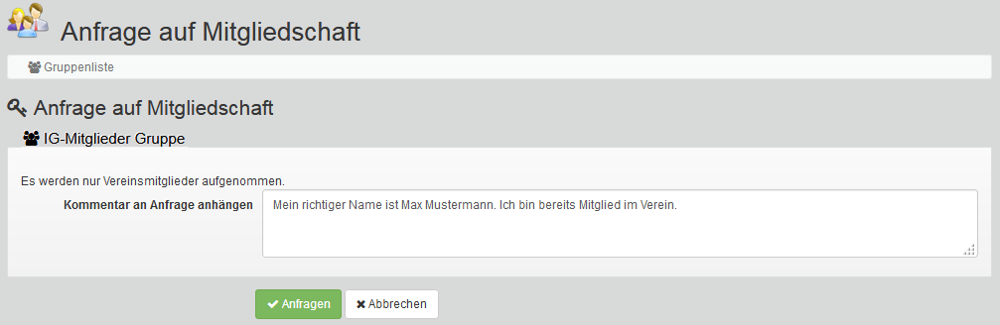 Anfrage auf Mitgliedschaft
Gruppenliste
Anfrage auf Mitgliedschaft
IG-Mitglieder Gruppe
Es werden nur Vereinsmitglieder aufgenommen.
Kommentar an Anfrage anhängen
Mein richtiger Name ist Max Mustermann. Ich bin bereits Mitglied im Verein.
Anfragen
Abbrechen